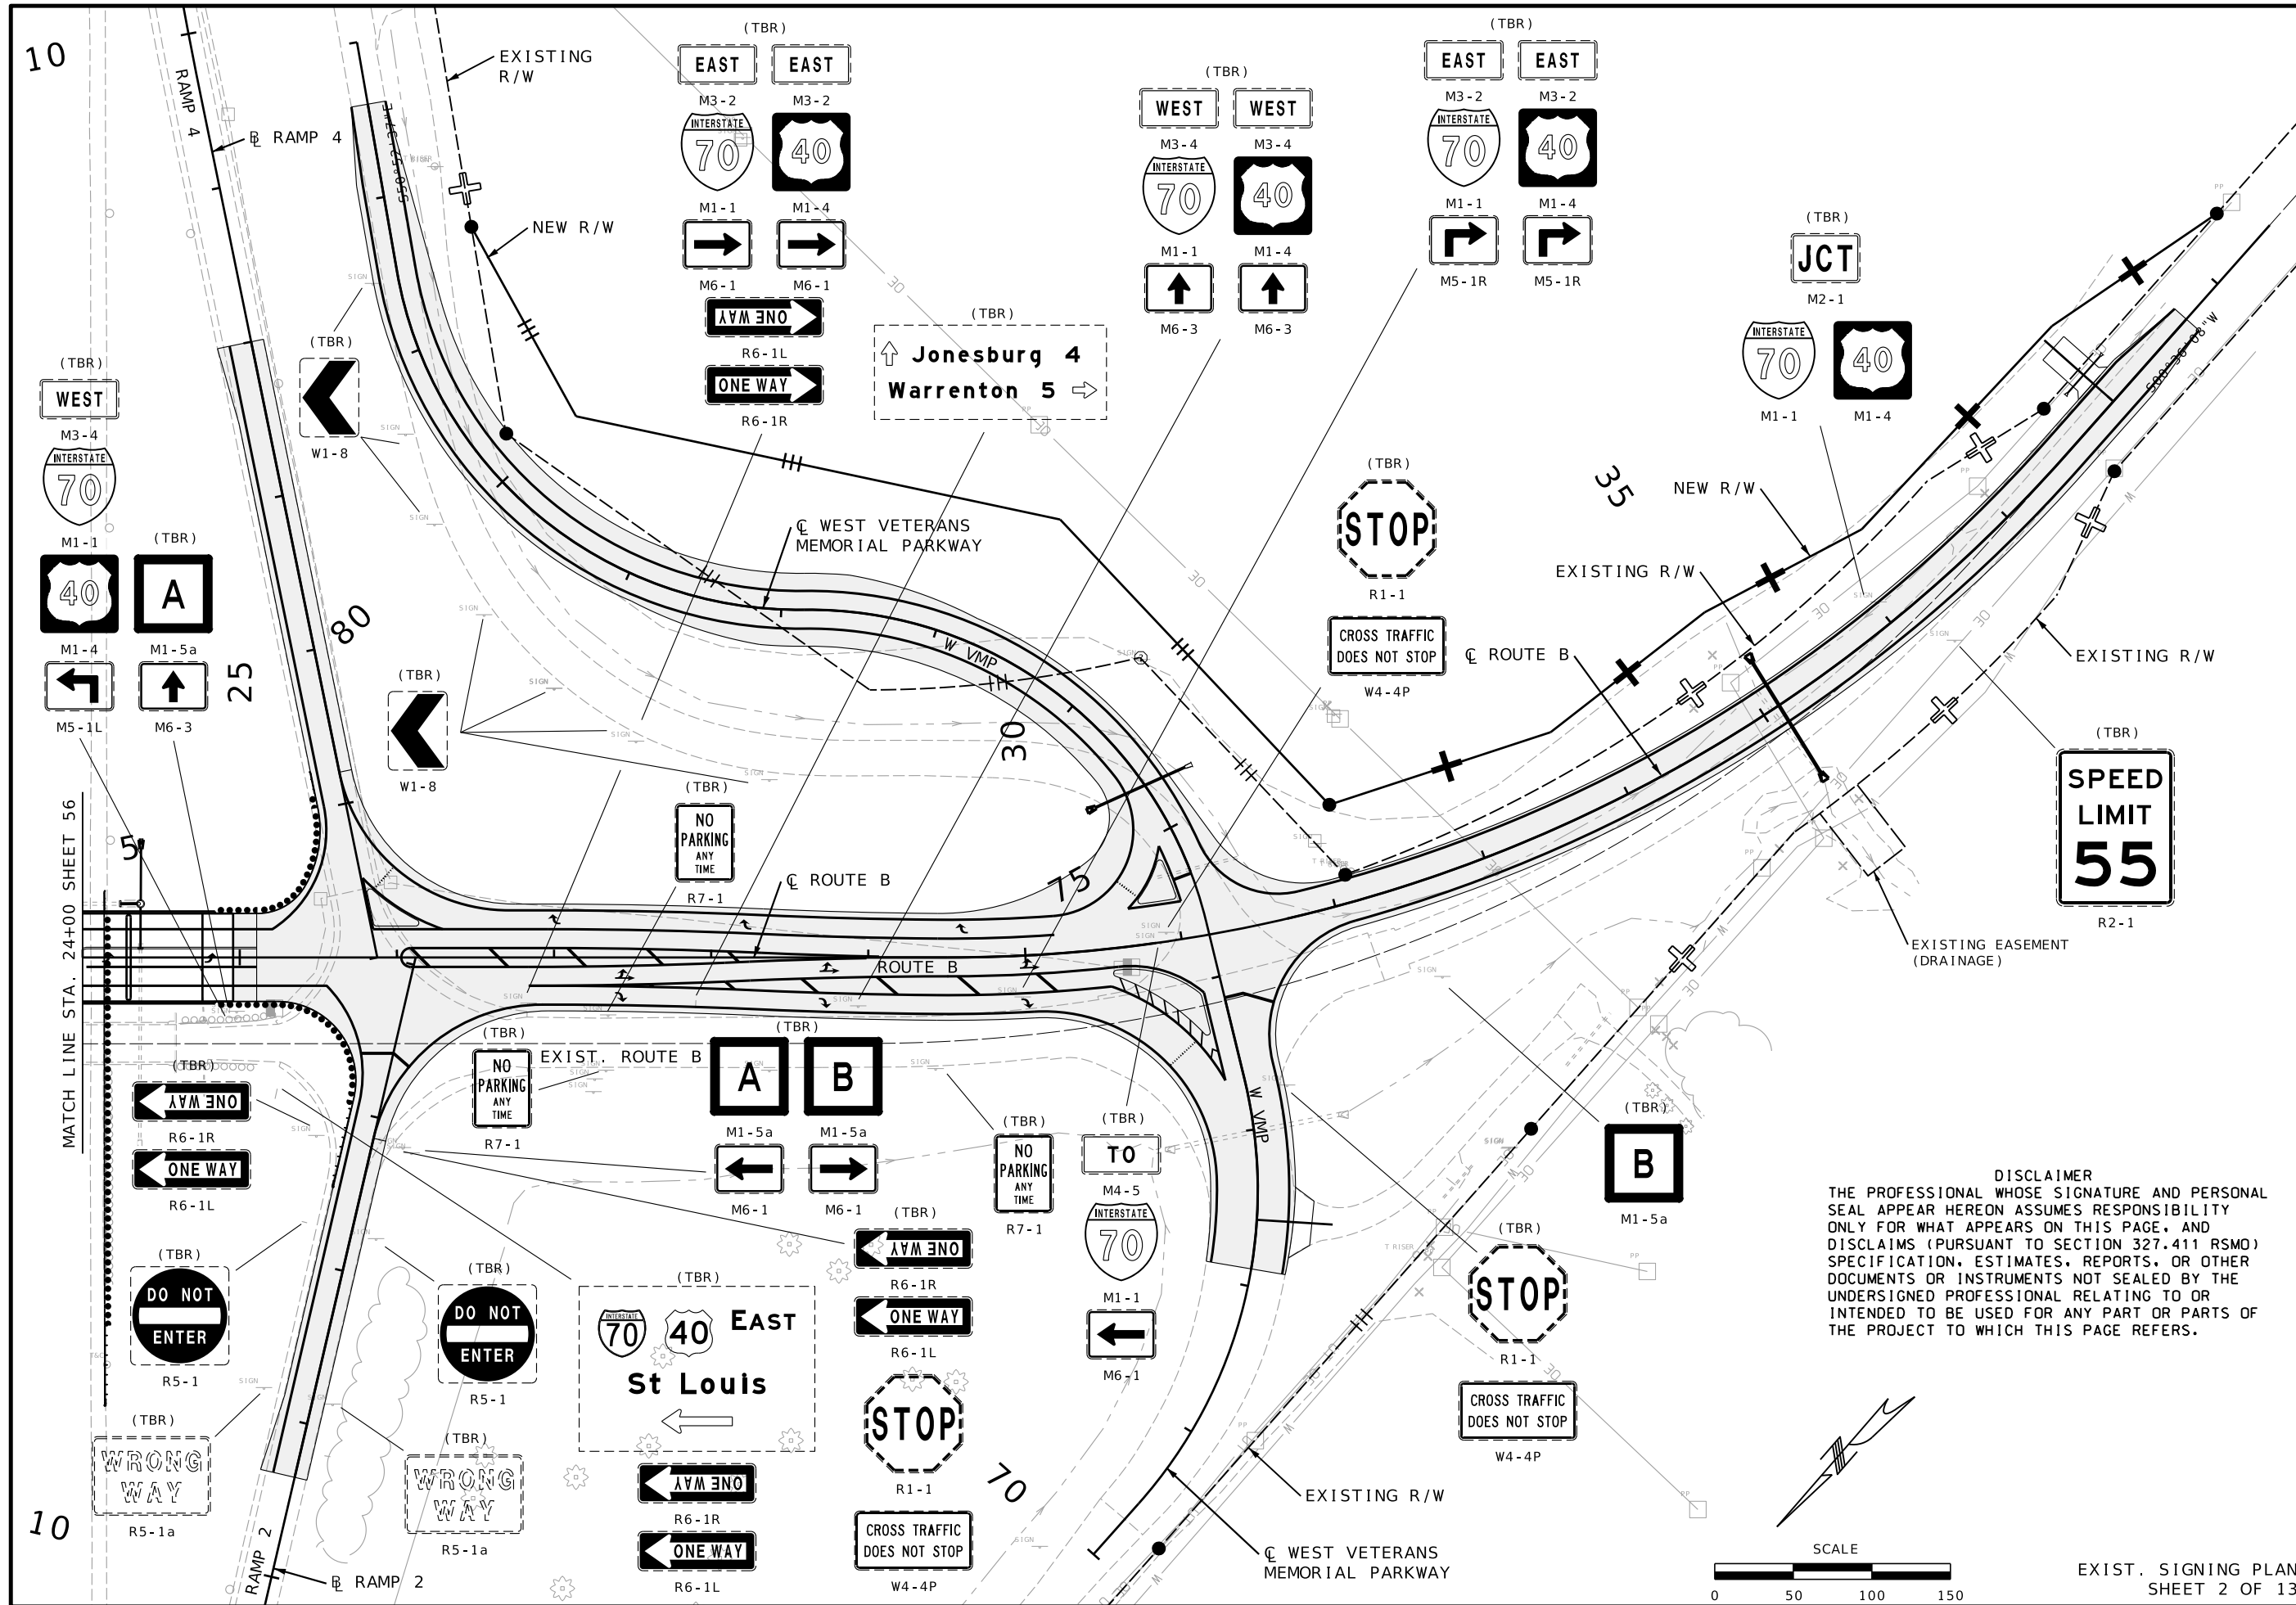 10
RAMP 4
℄ RAMP 4
EXISTING
R/W
NEW R/W
(TBR)
EAST
EAST
M3-2
M3-2
INTERSTATE
70
40
M1-1
M1-4
M6-1
M6-1
ONE WAY
R6-1L
ONE WAY
R6-1R
(TBR)
Jonesburg 4
Warrenton 5
(TBR)
WEST
WEST
M3-4
M3-4
INTERSTATE
70
40
M1-1
M1-4
M6-3
M6-3
(TBR)
EAST
EAST
M3-2
M3-2
INTERSTATE
70
40
M1-1
M1-4
M5-1R
M5-1R
(TBR)
JCT
M2-1
INTERSTATE
70
40
M1-1
M1-4
(TBR)
WEST
M3-4
INTERSTATE
70
M1-1
40
M1-4
M5-1L
(TBR)
A
M1-5a
M6-3
25
(TBR)
W1-8
80
(TBR)
W1-8
℄ WEST VETERANS
MEMORIAL PARKWAY
W VMP
30
(TBR)
STOP
R1-1
CROSS TRAFFIC
DOES NOT STOP
W4-4P
35
NEW R/W
EXISTING R/W
℄ ROUTE B
EXISTING R/W
(TBR)
SPEED
LIMIT
55
R2-1
EXISTING EASEMENT
(DRAINAGE)
MATCH LINE STA. 24+00 SHEET 56
5
(TBR)
NO
PARKING
ANY
TIME
R7-1
℄ ROUTE B
75
ROUTE B
EXIST. ROUTE B
(TBR)
ONE WAY
R6-1R
ONE WAY
R6-1L
(TBR)
NO
PARKING
ANY
TIME
R7-1
(TBR)
A
B
M1-5a
M1-5a
M6-1
M6-1
(TBR)
NO
PARKING
ANY
TIME
R7-1
(TBR)
TO
M4-5
INTERSTATE
70
M1-1
M6-1
W VMP
(TBR)
B
M1-5a
(TBR)
DO NOT
ENTER
R5-1
(TBR)
DO NOT
ENTER
R5-1
(TBR)
WRONG
WAY
R5-1a
(TBR)
WRONG
WAY
R5-1a
(TBR)
INTERSTATE
70
40
EAST
St Louis
ONE WAY
R6-1R
ONE WAY
R6-1L
(TBR)
ONE WAY
R6-1R
ONE WAY
R6-1L
STOP
R1-1
CROSS TRAFFIC
DOES NOT STOP
W4-4P
(TBR)
STOP
R1-1
CROSS TRAFFIC
DOES NOT STOP
W4-4P
DISCLAIMER
THE PROFESSIONAL WHOSE SIGNATURE AND PERSONAL
SEAL APPEAR HEREON ASSUMES RESPONSIBILITY
ONLY FOR WHAT APPEARS ON THIS PAGE, AND
DISCLAIMS (PURSUANT TO SECTION 327.411 RSMO)
SPECIFICATION, ESTIMATES, REPORTS, OR OTHER
DOCUMENTS OR INSTRUMENTS NOT SEALED BY THE
UNDERSIGNED PROFESSIONAL RELATING TO OR
INTENDED TO BE USED FOR ANY PART OR PARTS OF
THE PROJECT TO WHICH THIS PAGE REFERS.
10
RAMP 2
℄ RAMP 2
70
EXISTING R/W
℄ WEST VETERANS
MEMORIAL PARKWAY
SCALE
0 50 100 150
EXIST. SIGNING PLAN
SHEET 2 OF 13